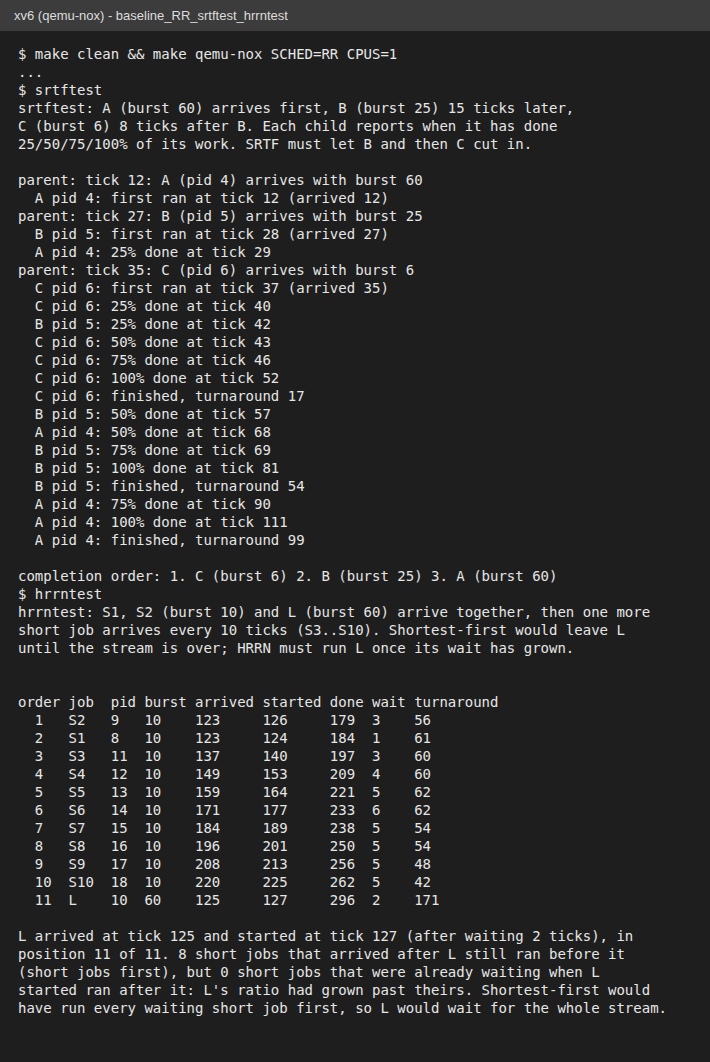 xv6 (qemu-nox) - baseline_RR_srtftest_hrrntest
$ make clean && make qemu-nox SCHED=RR CPUS=1
...
$ srtftest
srtftest: A (burst 60) arrives first, B (burst 25) 15 ticks later,
C (burst 6) 8 ticks after B. Each child reports when it has done
25/50/75/100% of its work. SRTF must let B and then C cut in.
parent: tick 12: A (pid 4) arrives with burst 60
A pid 4: first ran at tick 12 (arrived 12)
parent: tick 27: B (pid 5) arrives with burst 25
B pid 5: first ran at tick 28 (arrived 27)
A pid 4: 25% done at tick 29
parent: tick 35: C (pid 6) arrives with burst 6
C pid 6: first ran at tick 37 (arrived 35)
C pid 6: 25% done at tick 40
B pid 5: 25% done at tick 42
C pid 6: 50% done at tick 43
C pid 6: 75% done at tick 46
C pid 6: 100% done at tick 52
C pid 6: finished, turnaround 17
B pid 5: 50% done at tick 57
A pid 4: 50% done at tick 68
B pid 5: 75% done at tick 69
B pid 5: 100% done at tick 81
B pid 5: finished, turnaround 54
A pid 4: 75% done at tick 90
A pid 4: 100% done at tick 111
A pid 4: finished, turnaround 99
completion order: 1. C (burst 6) 2. B (burst 25) 3. A (burst 60)
$ hrrntest
hrrntest: S1, S2 (burst 10) and L (burst 60) arrive together, then one more
short job arrives every 10 ticks (S3..S10). Shortest-first would leave L
until the stream is over; HRRN must run L once its wait has grown.
order job pid burst arrived started done wait turnaround
1 S2 9 10 123 126 179 3 56
2 S1 8 10 123 124 184 1 61
3 S3 11 10 137 140 197 3 60
4 S4 12 10 149 153 209 4 60
5 S5 13 10 159 164 221 5 62
6 S6 14 10 171 177 233 6 62
7 S7 15 10 184 189 238 5 54
8 S8 16 10 196 201 250 5 54
9 S9 17 10 208 213 256 5 48
10 S10 18 10 220 225 262 5 42
11 L 10 60 125 127 296 2 171
L arrived at tick 125 and started at tick 127 (after waiting 2 ticks), in
position 11 of 11. 8 short jobs that arrived after L still ran before it
(short jobs first), but 0 short jobs that were already waiting when L
started ran after it: L's ratio had grown past theirs. Shortest-first would
have run every waiting short job first, so L would wait for the whole stream.